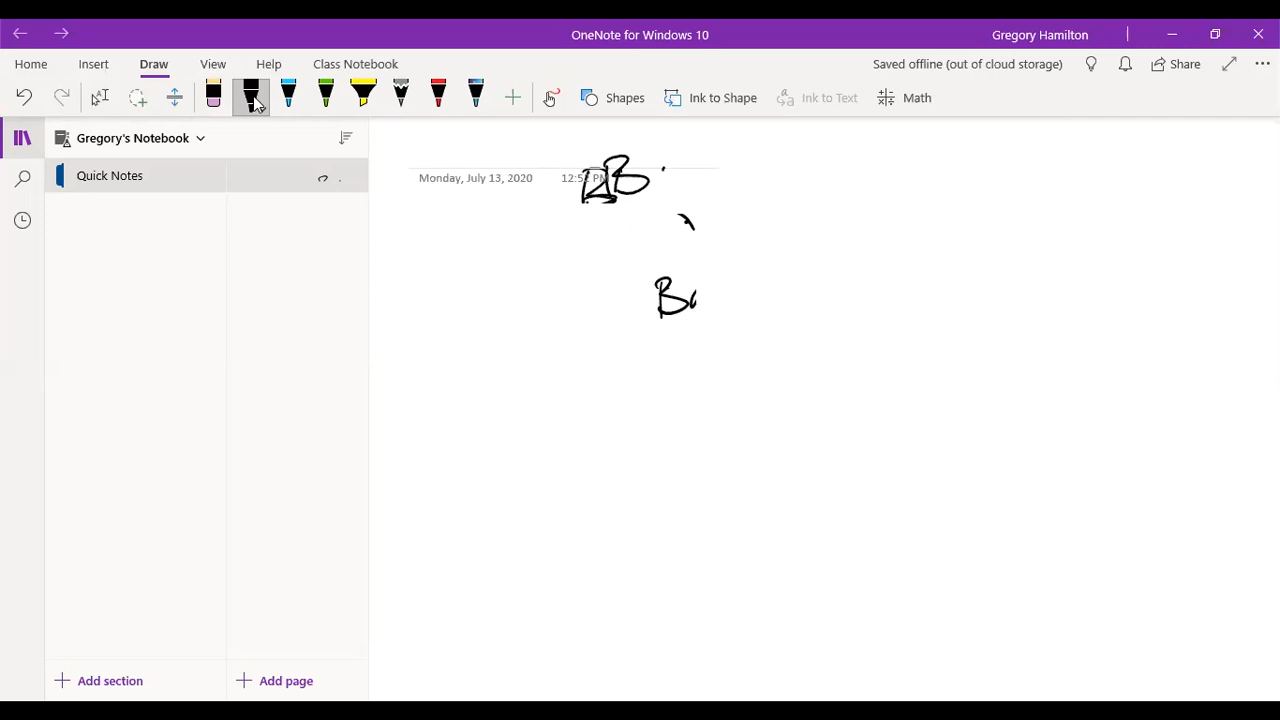 OneNote for Windows 10
Gregory Hamilton
Home Insert Draw View Help Class Notebook
Saved offline (out of cloud storage)
Share
Shapes
Ink to Shape
Ink to Text
Math
Gregory's Notebook
Quick Notes
Monday, July 13, 2020
B
B
Add section
Add page